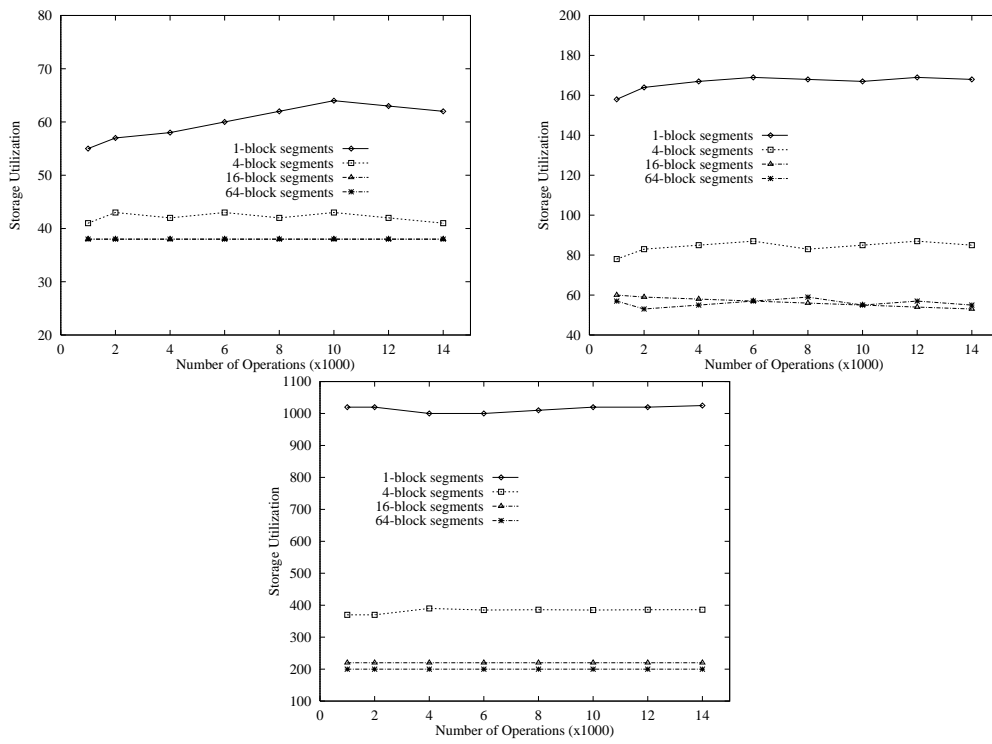 80
70
60
50
40
30
20
0 2 4 6 8 10 12 14
Storage Utilization
Number of Operations (x1000)
1-block segments
4-block segments
16-block segments
64-block segments
200
180
160
140
120
100
80
60
40
0 2 4 6 8 10 12 14
Storage Utilization
Number of Operations (x1000)
1-block segments
4-block segments
16-block segments
64-block segments
1100
1000
900
800
700
600
500
400
300
200
100
0 2 4 6 8 10 12 14
Storage Utilization
Number of Operations (x1000)
1-block segments
4-block segments
16-block segments
64-block segments